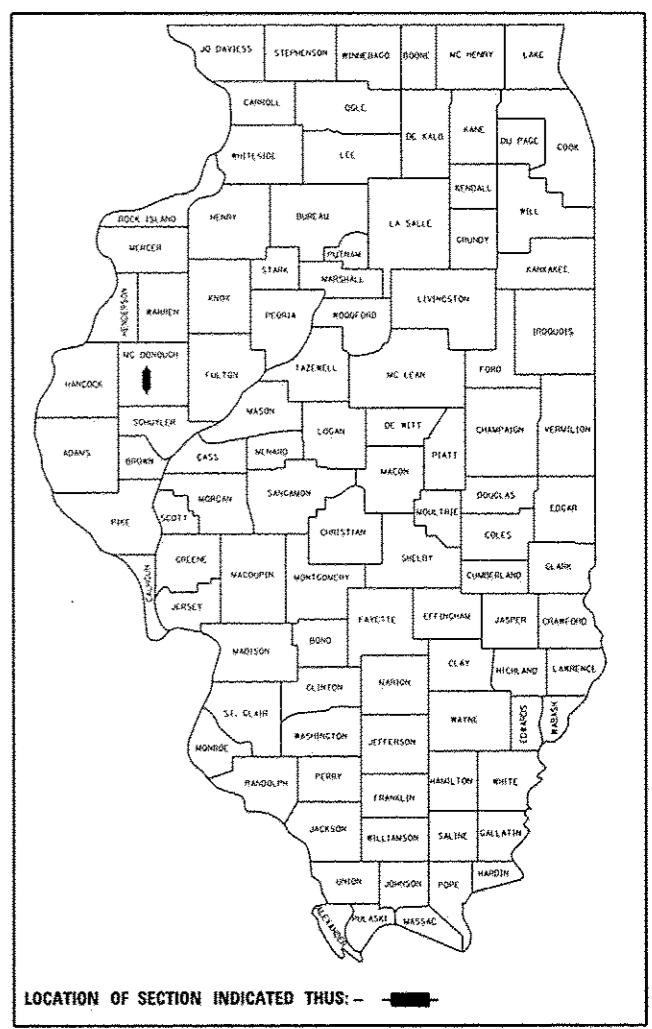 JO DAVIESS STEPHENSON WINNEBAGO BOONE MC HENRY LAKE
CARROLL OGLE DE KALB KANE DU PAGE COOK
WHITESIDE LEE
KENDALL WILL
ROCK ISLAND HENRY BUREAU LA SALLE
MERCER PUTNAM GRUNDY
STARK MARSHALL KANKAKEE
HENDERSON WARREN KNOX PEORIA WOODFORD LIVINGSTON IROQUOIS
MC DONOUGH TAZEWELL FORD
HANCOCK FULTON MC LEAN
MASON
SCHUYLER LOGAN DE WITT CHAMPAIGN VERMILION
ADAMS BROWN CASS MENARD MACON PIATT
MORGAN SANGAMON DOUGLAS
PIKE SCOTT CHRISTIAN MOULTRIE EDGAR
COLES
GREENE SHELBY
CALHOUN MACOUPIN MONTGOMERY CUMBERLAND CLARK
JERSEY
FAYETTE EFFINGHAM JASPER CRAWFORD
MADISON BOND
CLAY HIGHLAND LAWRENCE
CLINTON MARION
ST. CLAIR WAYNE EDWARDS WABASH
WASHINGTON JEFFERSON
MONROE
RANDOLPH PERRY HAMILTON WHITE
FRANKLIN
JACKSON WILLIAMSON SALINE GALLATIN
UNION JOHNSON POPE HARDIN
ALEXANDER PULASKI MASSAC
LOCATION OF SECTION INDICATED THUS: -